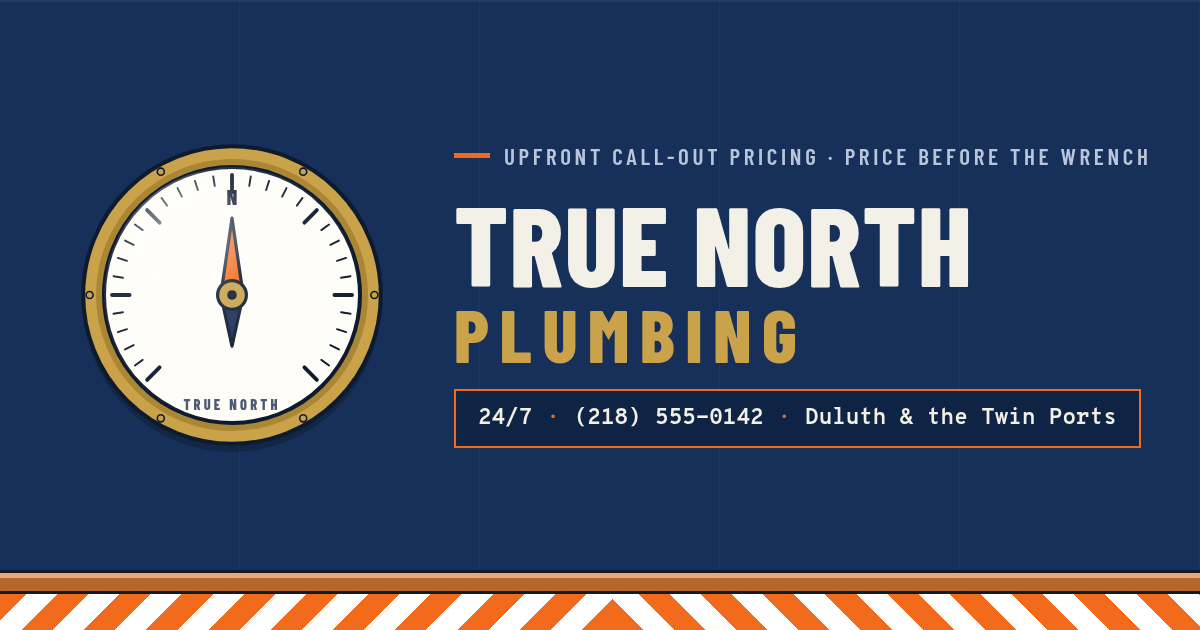 N
TRUE NORTH
UPFRONT CALL-OUT PRICING · PRICE BEFORE THE WRENCH
TRUE NORTH
PLUMBING
24/7 · (218) 555-0142 · Duluth & the Twin Ports